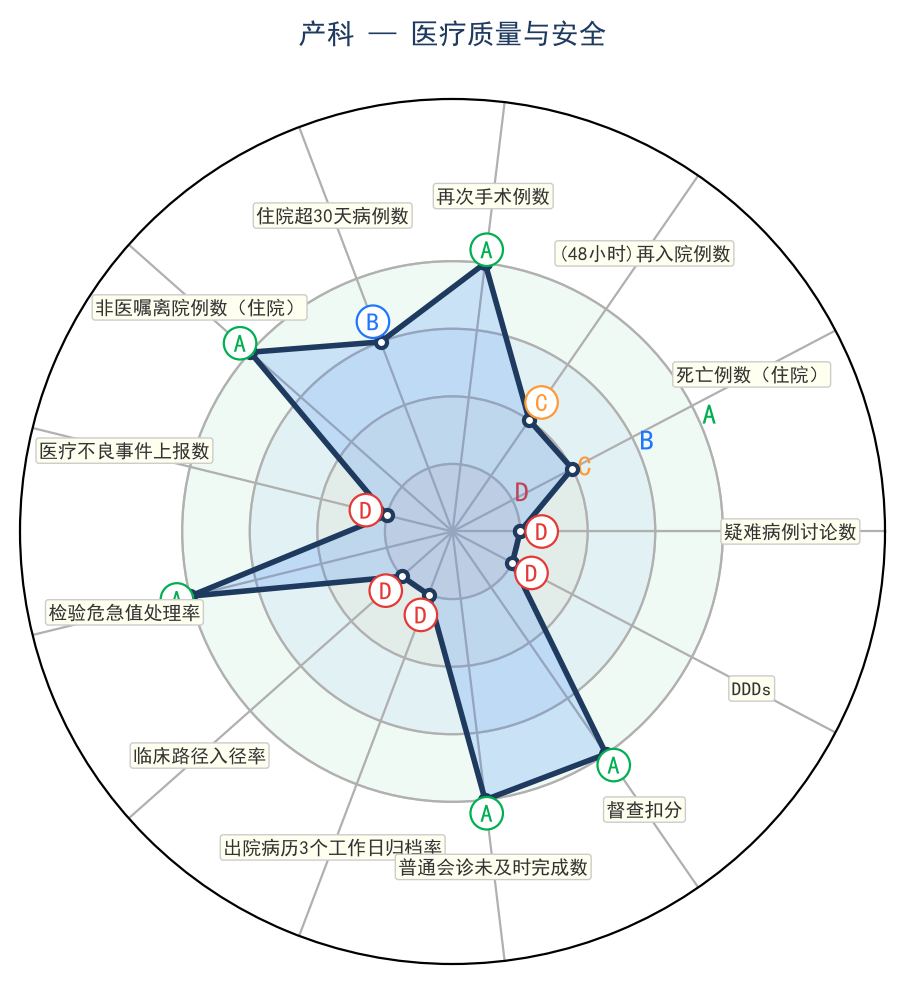 产科 — 医疗质量与安全
再次手术例数
住院超30天病例数
A
(48小时)再入院例数
非医嘱离院例数（住院）
B
A
死亡例数（住院）
C
A
B
医疗不良事件上报数
C
D
D
D
疑难病例讨论数
D
A
检验危急值处理率
D
D
DDDs
临床路径入径率
A
督查扣分
A
出院病历3个工作日归档率
普通会诊未及时完成数